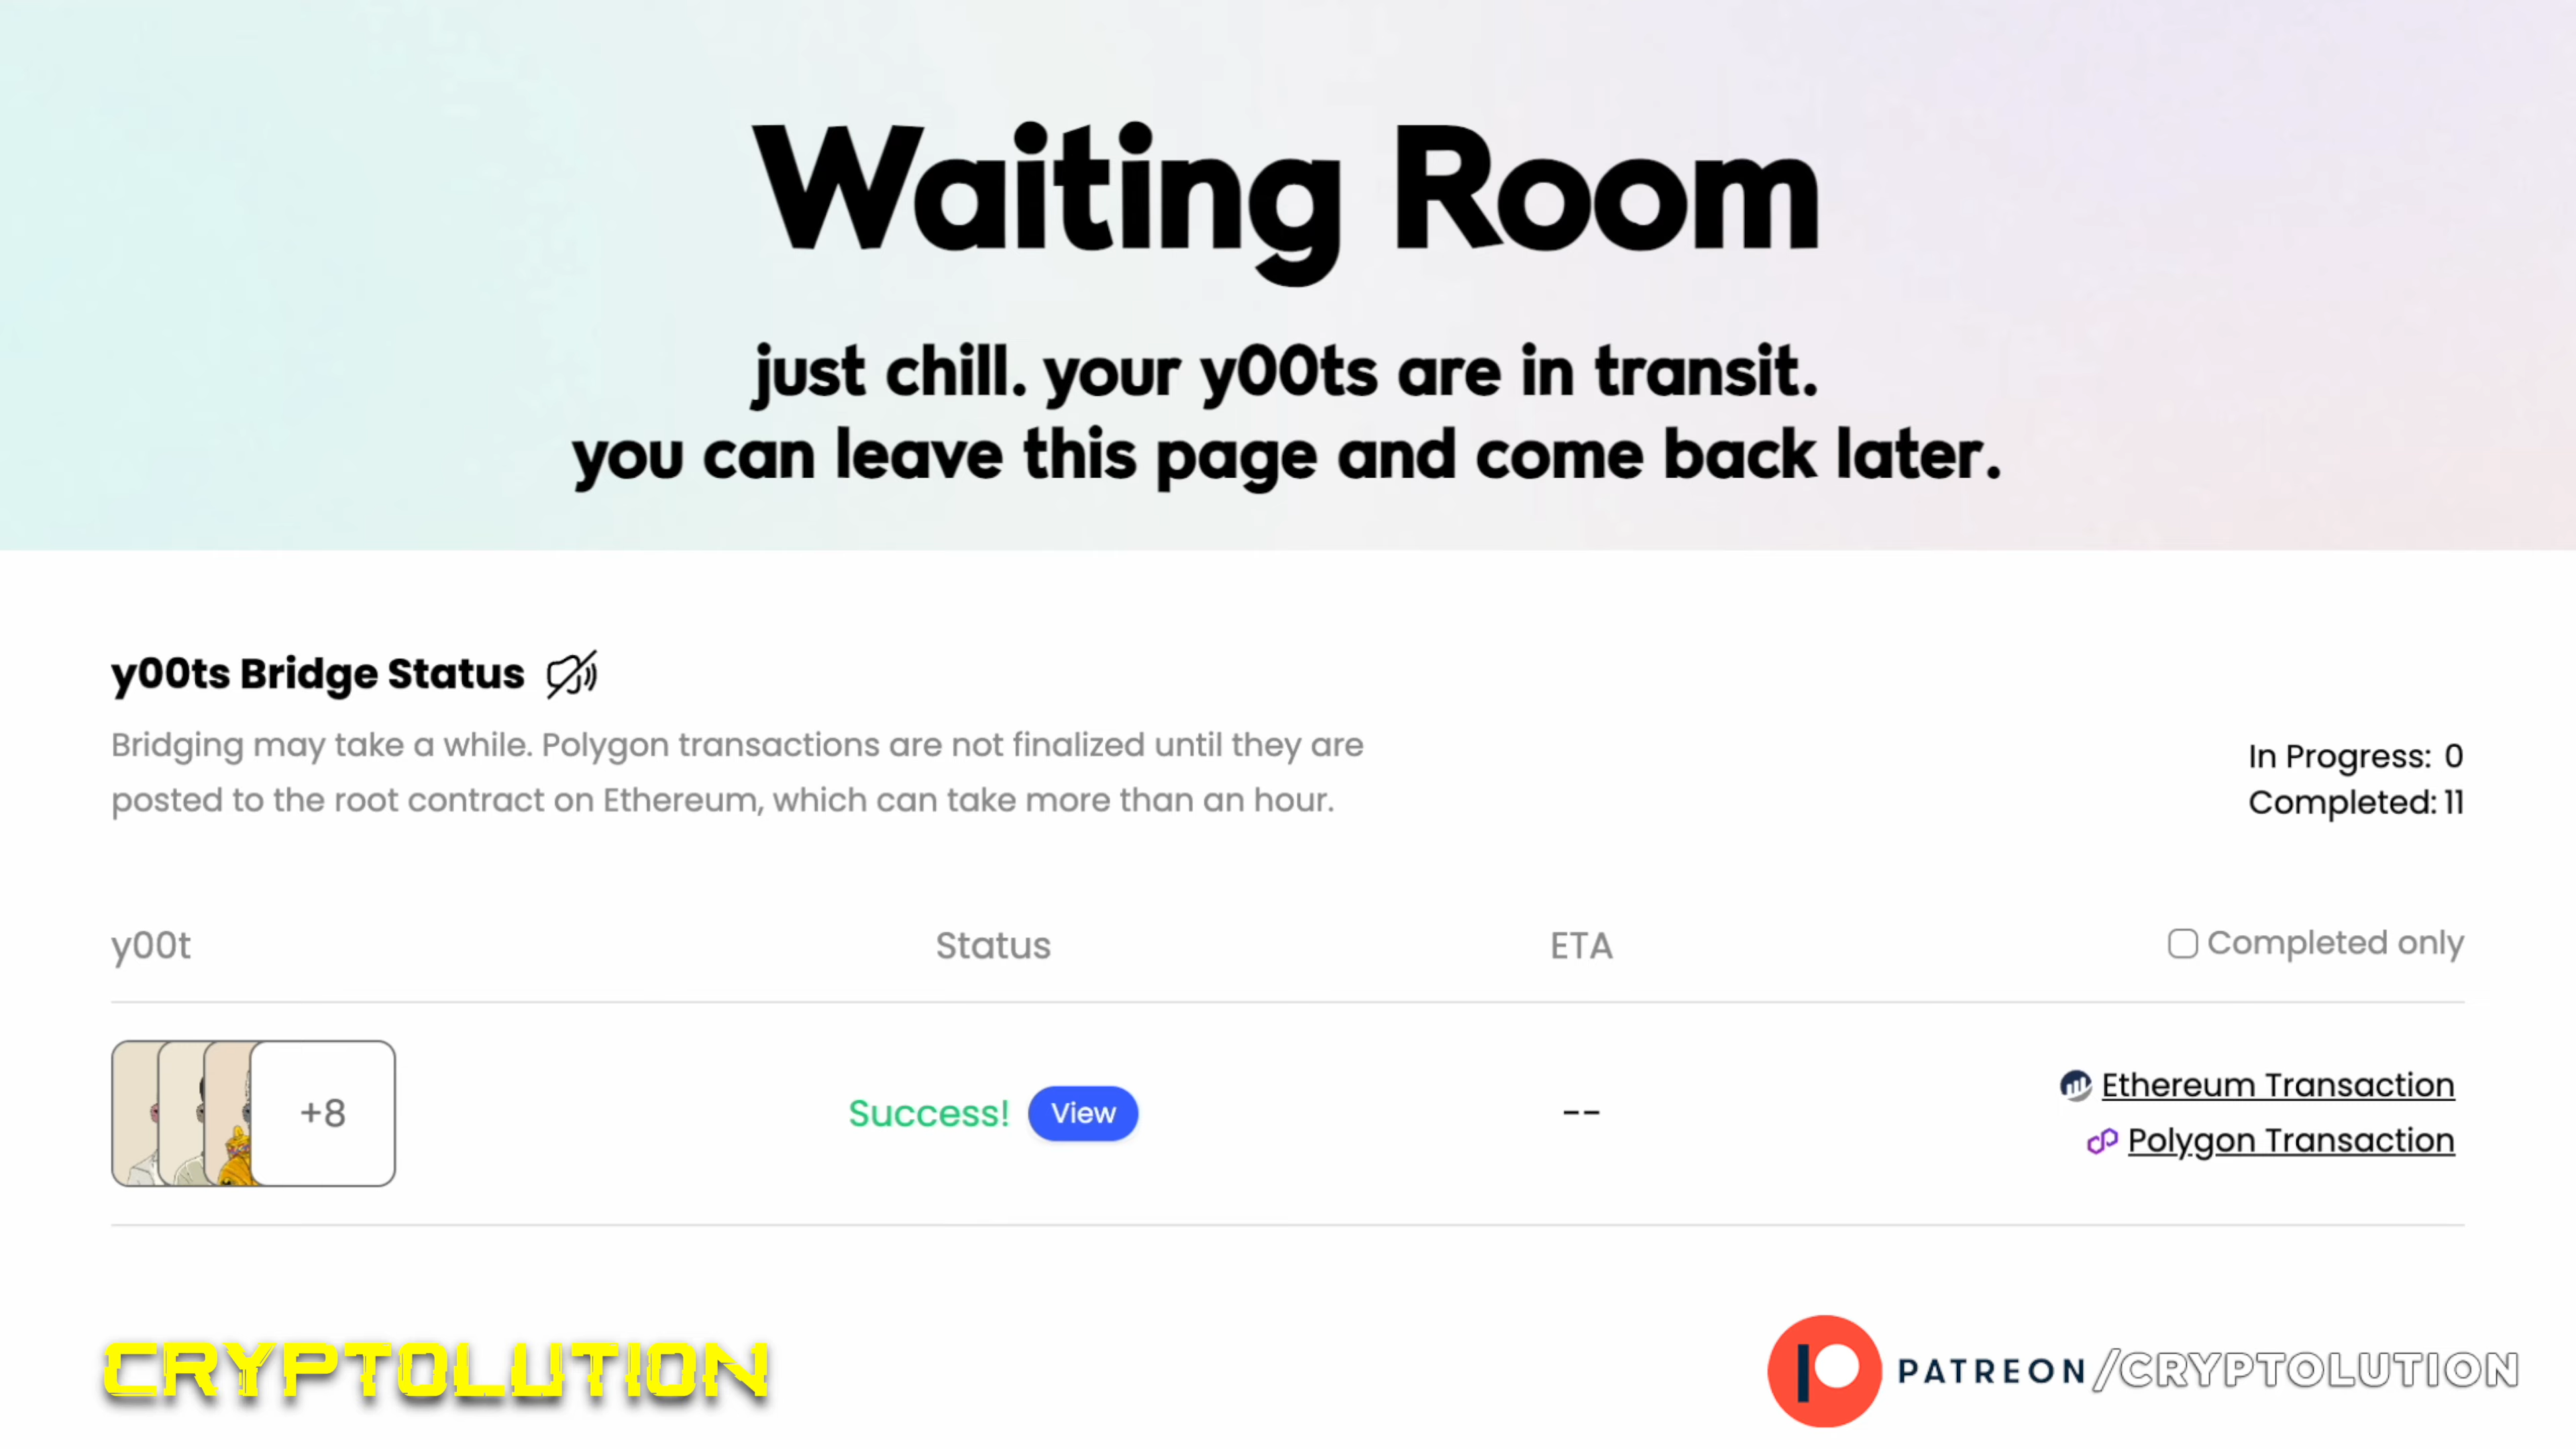 Waiting Room
just chill. your y00ts are in transit.
you can leave this page and come back later.
y00ts Bridge Status
Bridging may take a while. Polygon transactions are not finalized until they are
posted to the root contract on Ethereum, which can take more than an hour.
In Progress: 0
Completed: 11
y00t Status ETA Completed only
+8 Success! View --
Ethereum Transaction
Polygon Transaction
CRYPTOLUTION
PATREON/CRYPTOLUTION